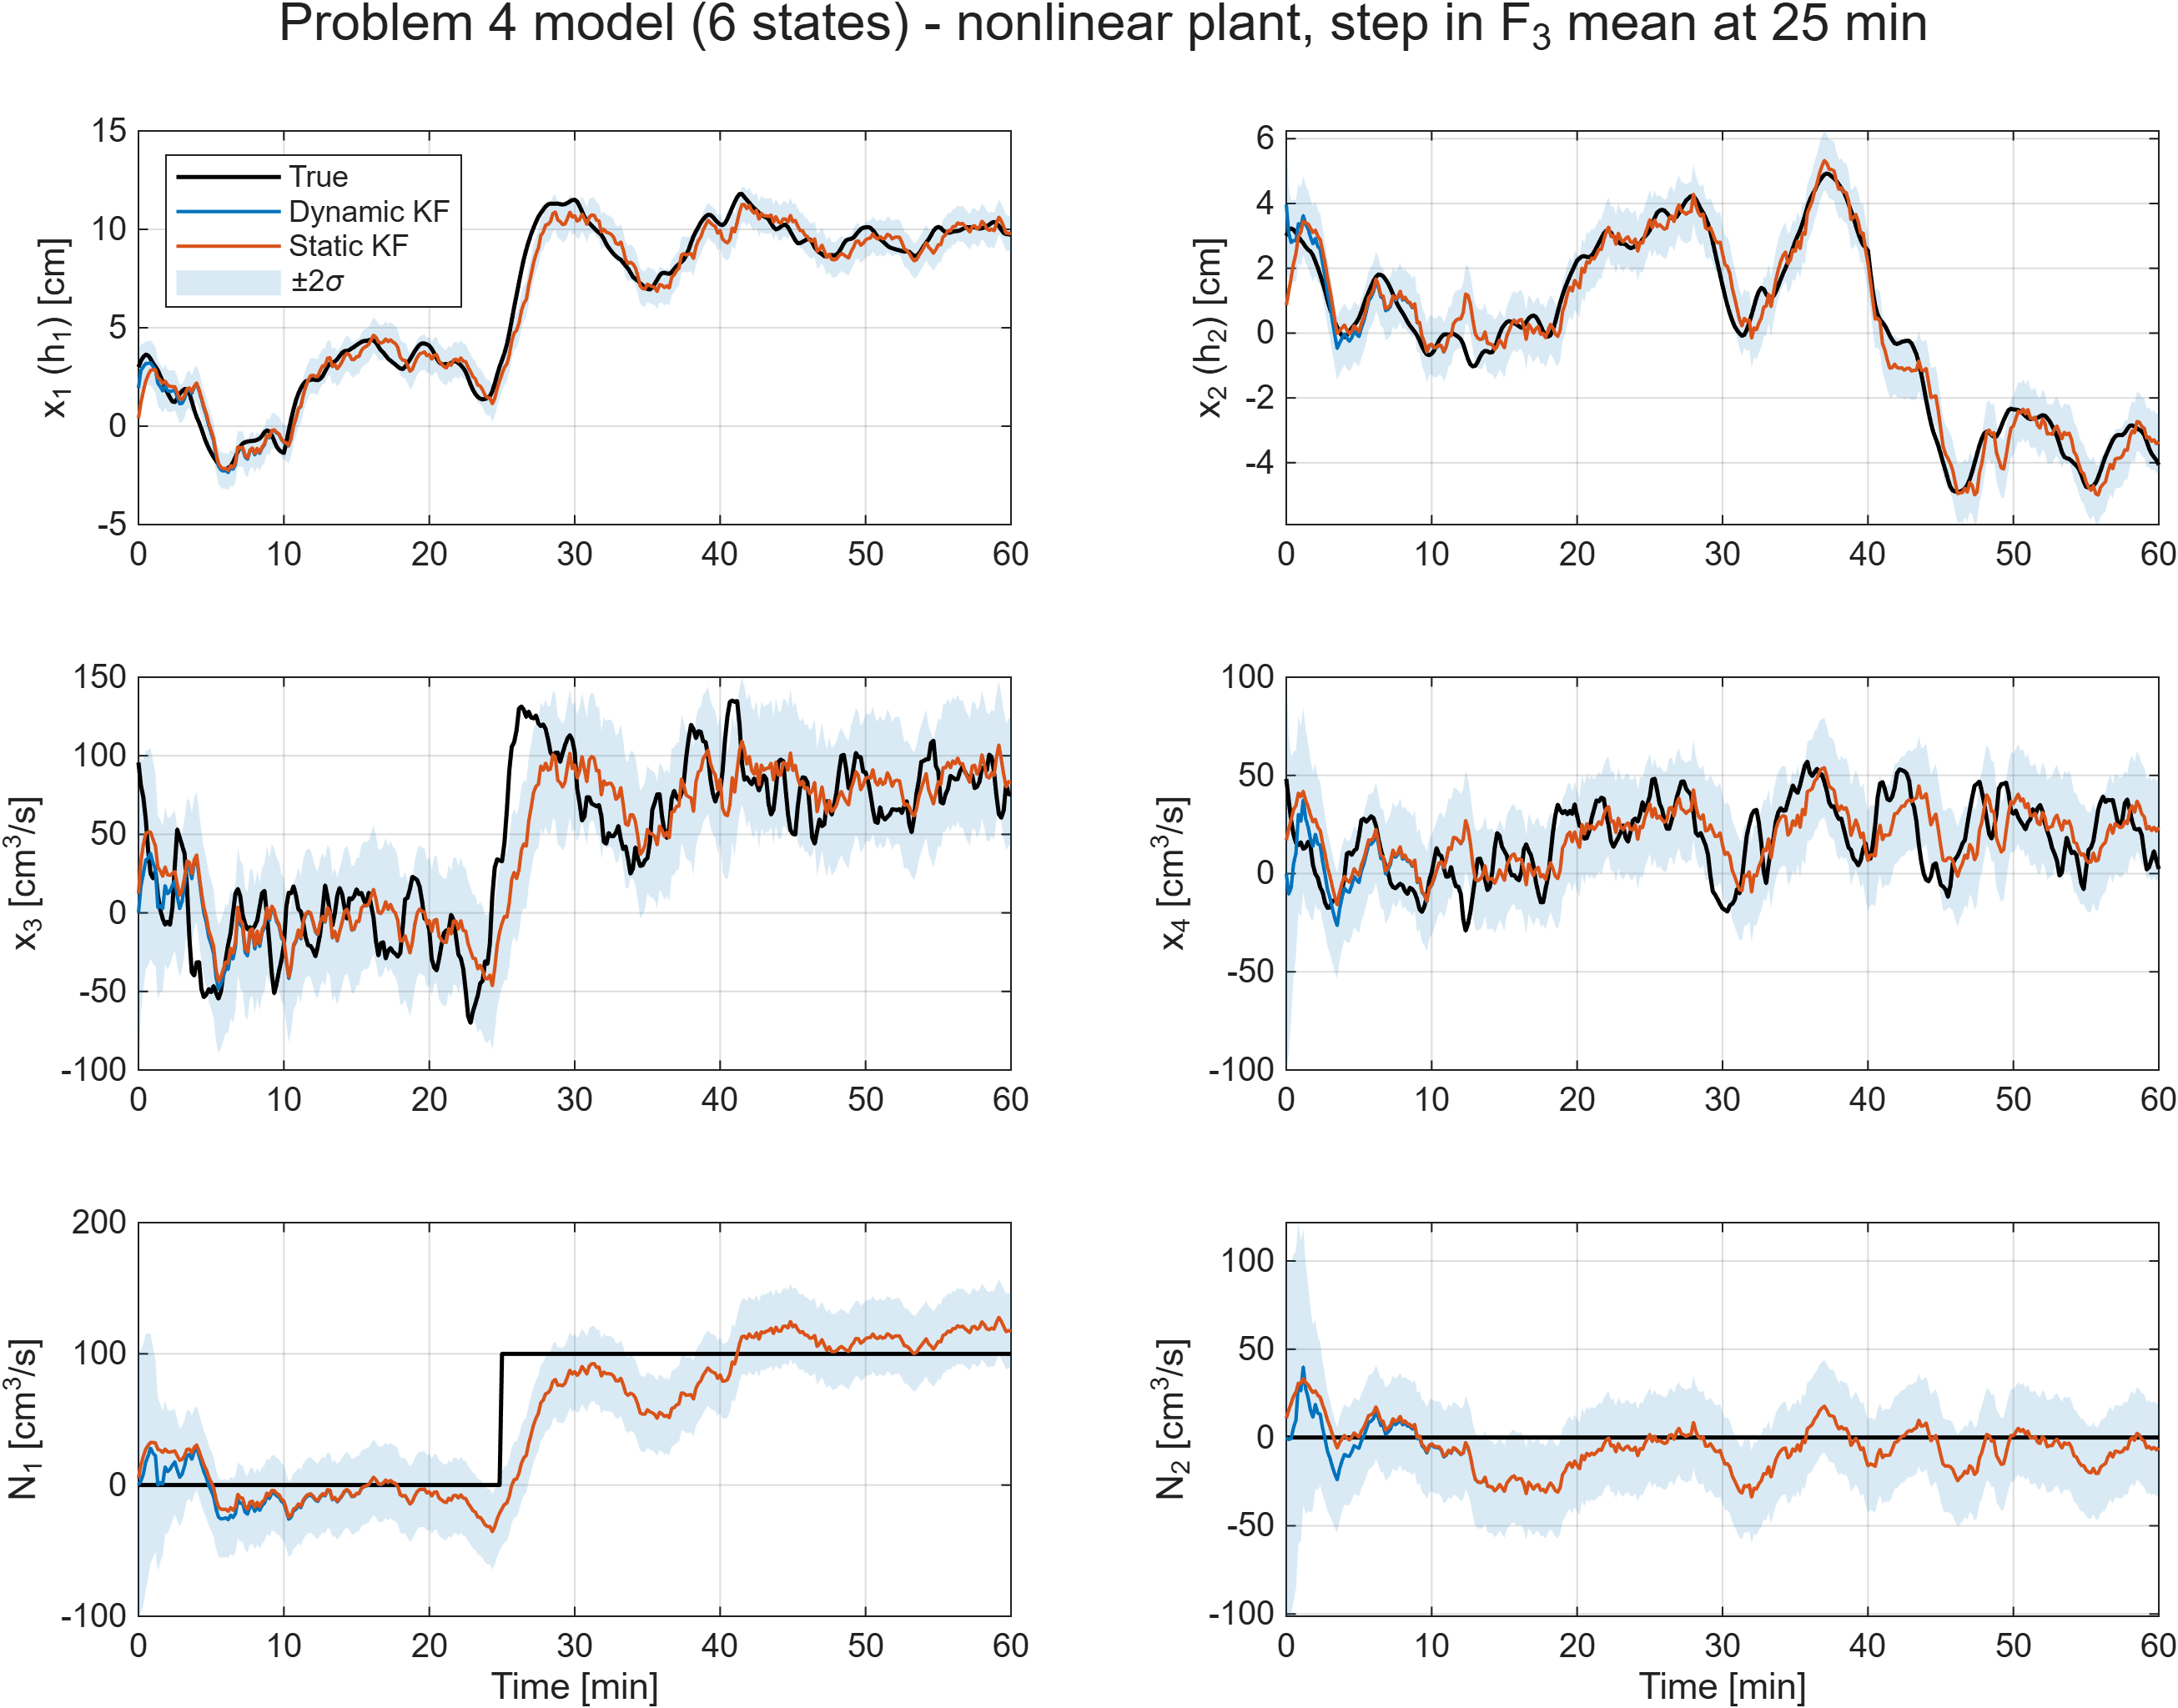 Problem 4 model (6 states) - nonlinear plant, step in F₃ mean at 25 min
15
10
5
0
-5
x₁ (h₁) [cm]
True
Dynamic KF
Static KF
±2σ
0 10 20 30 40 50 60
6
4
2
0
-2
-4
x₂ (h₂) [cm]
0 10 20 30 40 50 60
150
100
50
0
-50
-100
x₃ [cm³/s]
0 10 20 30 40 50 60
100
50
0
-50
-100
x₄ [cm³/s]
0 10 20 30 40 50 60
200
100
0
-100
N₁ [cm³/s]
0 10 20 30 40 50 60
Time [min]
100
50
0
-50
-100
N₂ [cm³/s]
0 10 20 30 40 50 60
Time [min]